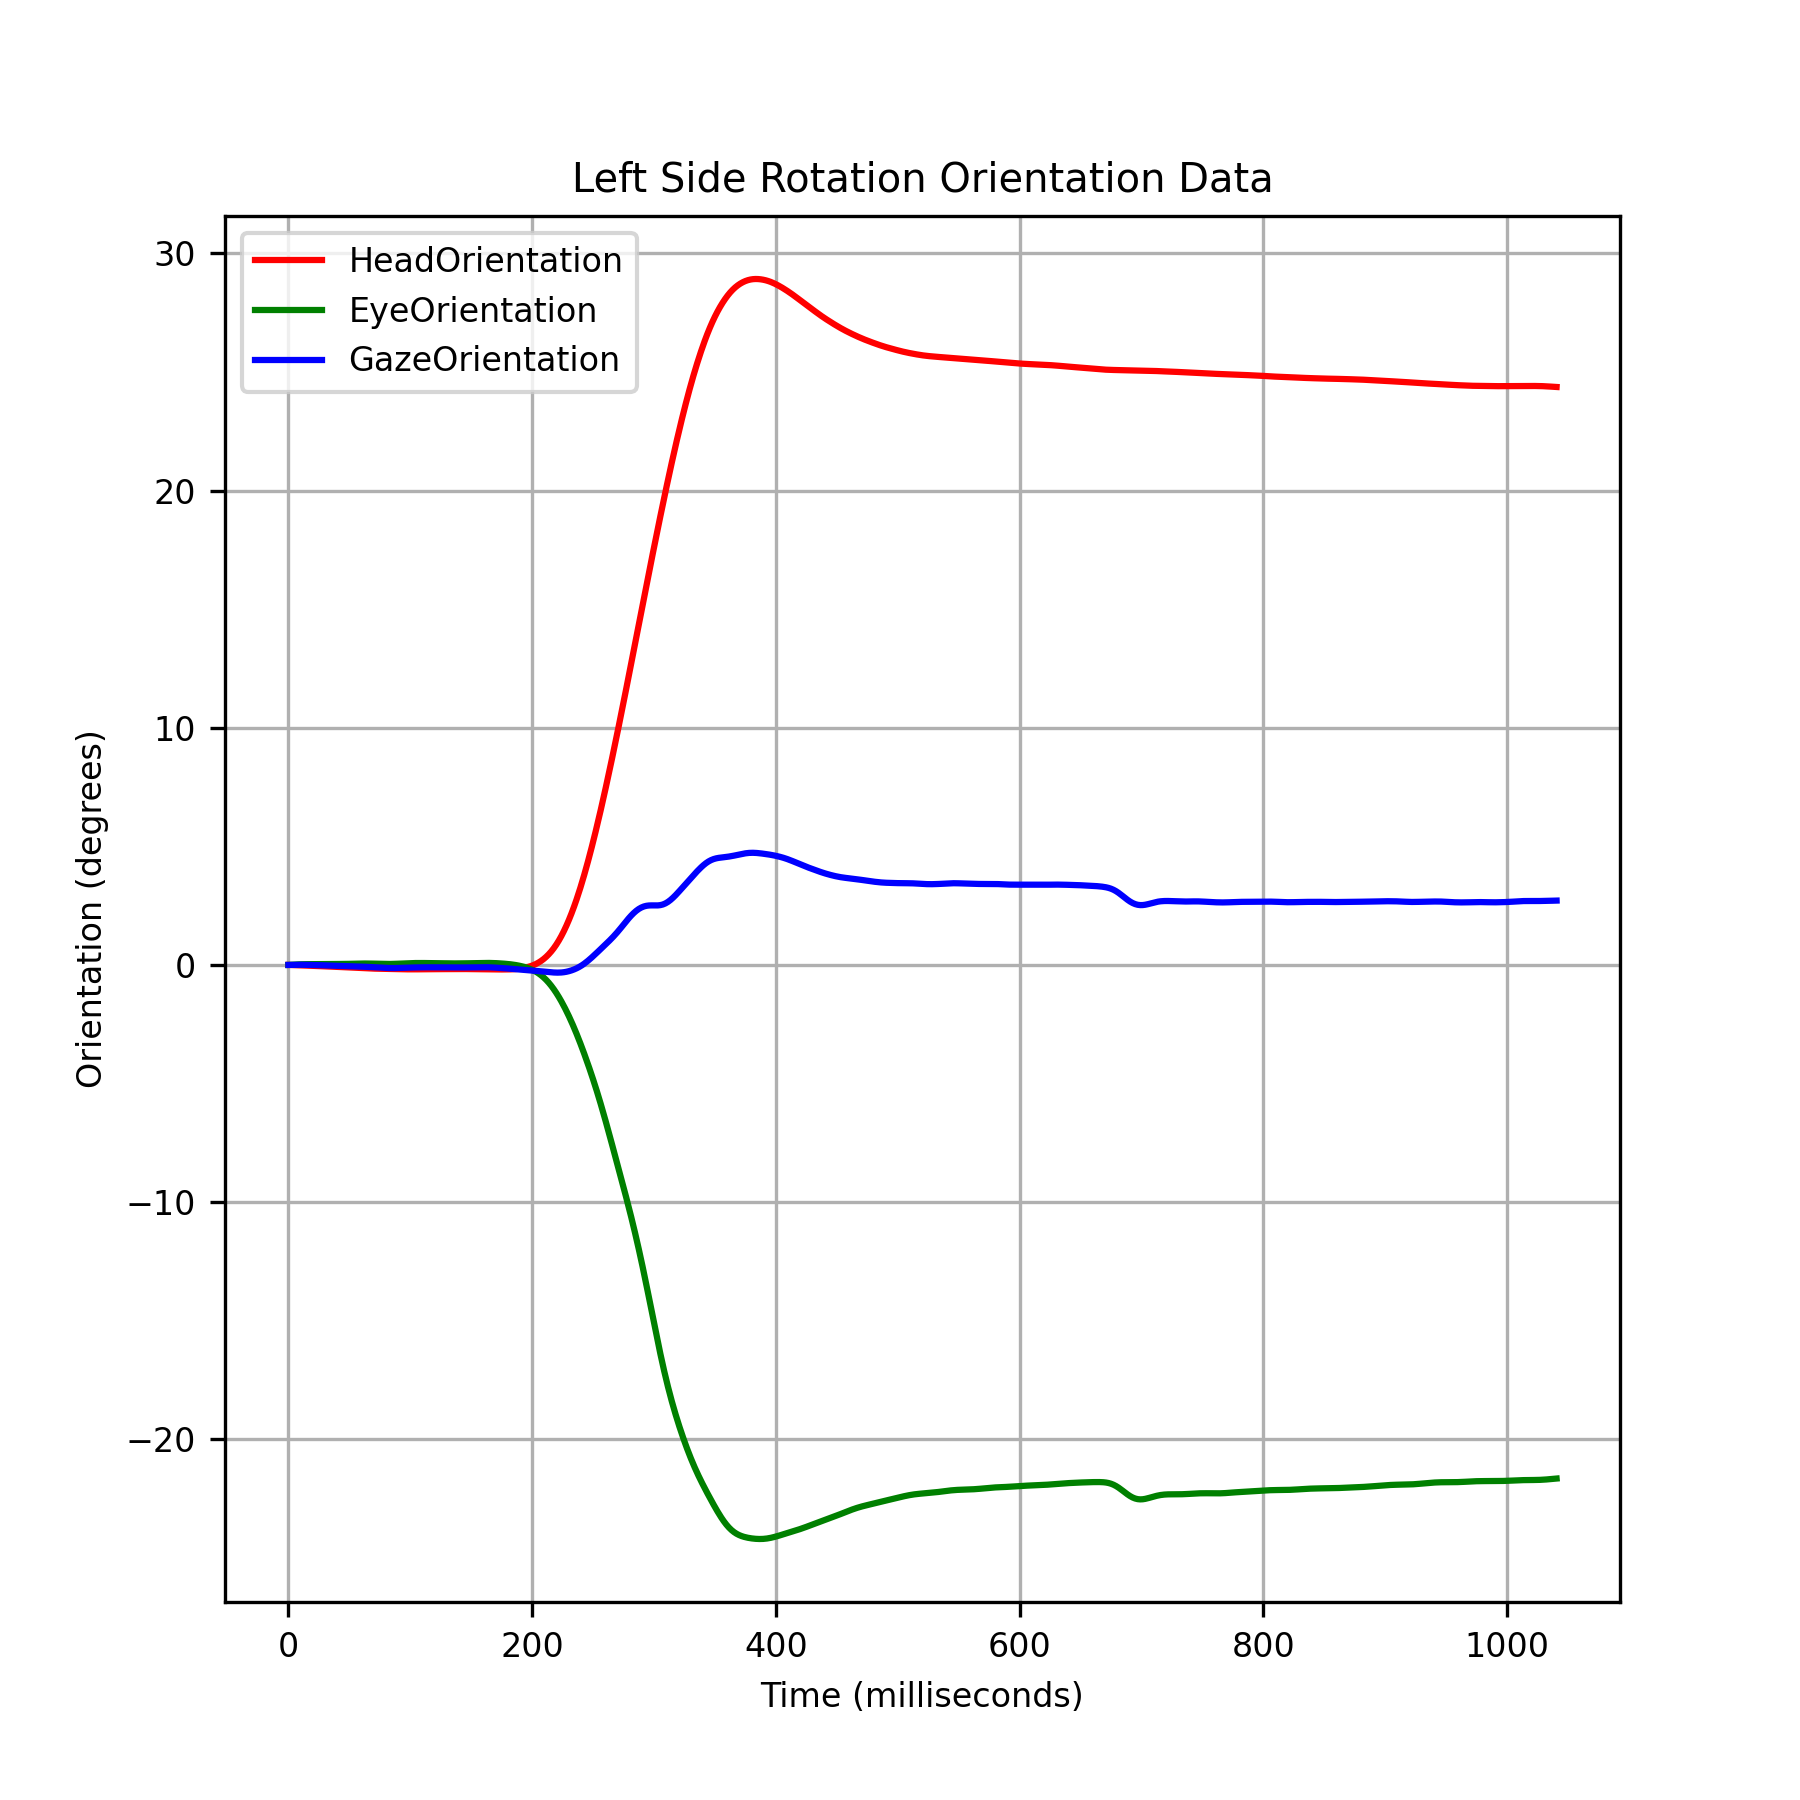 Left Side Rotation Orientation Data
HeadOrientation
EyeOrientation
GazeOrientation
30
20
10
0
−10
−20
Orientation (degrees)
0 200 400 600 800 1000
Time (milliseconds)